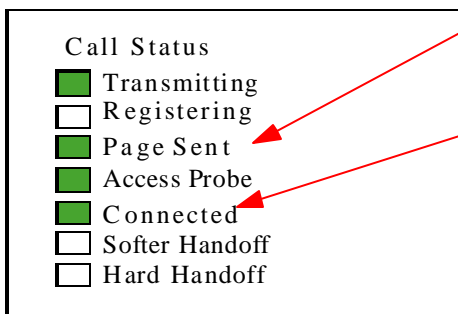 Call Status
Transmitting
Registering
Page Sent
Access Probe
Connected
Softer Handoff
Hard Handoff